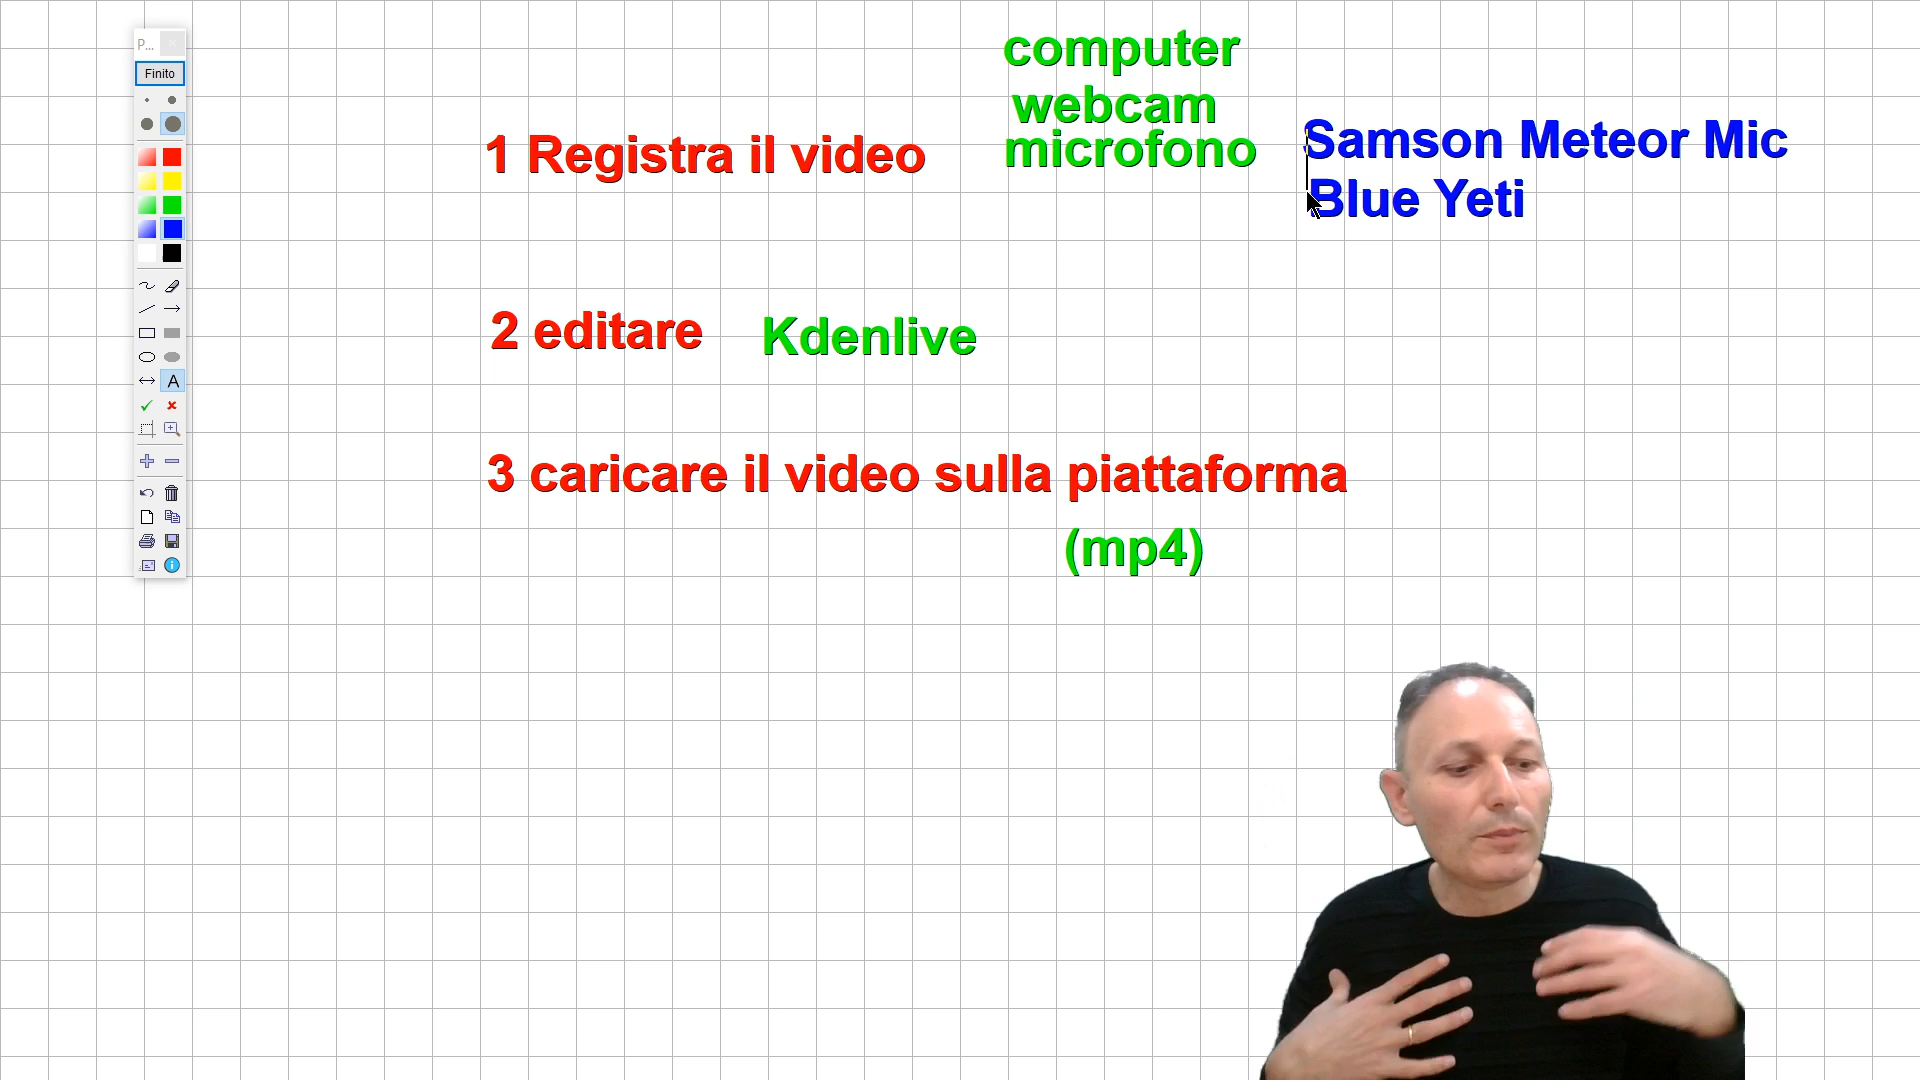 P...
Finito
A
computer
webcam
1 Registra il video
microfono
Samson Meteor Mic
Blue Yeti
2 editare
Kdenlive
3 caricare il video sulla piattaforma
(mp4)